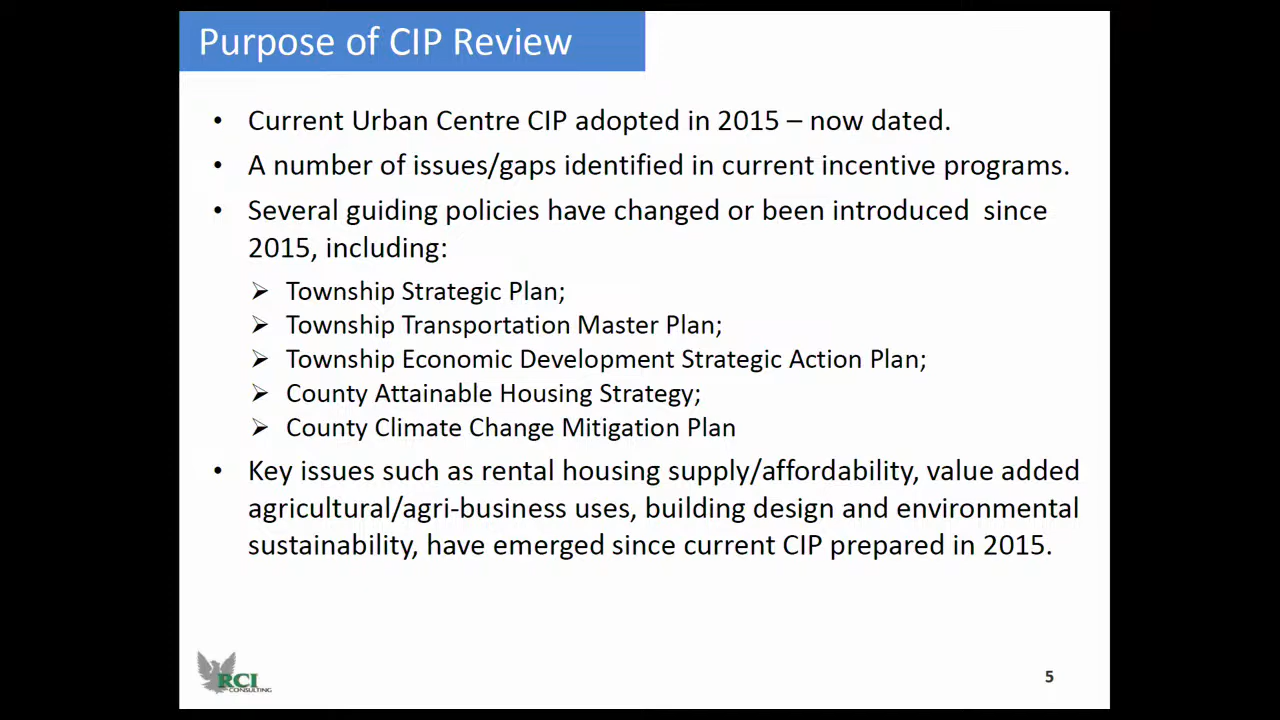 Purpose of CIP Review
• Current Urban Centre CIP adopted in 2015 – now dated.
• A number of issues/gaps identified in current incentive programs.
• Several guiding policies have changed or been introduced  since
2015, including:
➢ Township Strategic Plan;
➢ Township Transportation Master Plan;
➢ Township Economic Development Strategic Action Plan;
➢ County Attainable Housing Strategy;
➢ County Climate Change Mitigation Plan
• Key issues such as rental housing supply/affordability, value added
agricultural/agri-business uses, building design and environmental
sustainability, have emerged since current CIP prepared in 2015.
RCI
CONSULTING
5